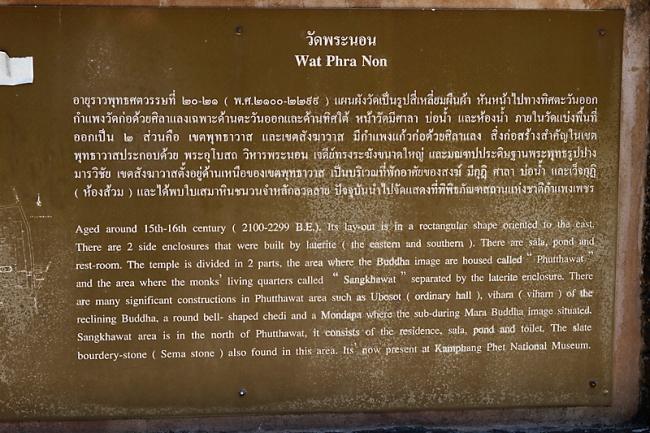 วัดพระนอน
Wat Phra Non
อายุราวพุทธศตวรรษที่ ๒๐-๒๑ ( พ.ศ.๒๑๐๐-๒๒๙๙ ) แผนผังวัดเป็นรูปสี่เหลี่ยมผืนผ้า หันหน้าไปทางทิศตะวันออก
กำแพงวัดก่อด้วยศิลาแลงเฉพาะด้านตะวันออกและด้านทิศใต้ หน้าวัดมีศาลา บ่อน้ำ และห้องน้ำ ภายในวัดแบ่งพื้นที่
ออกเป็น ๒ ส่วนคือ เขตพุทธาวาส และเขตสังฆาวาส มีกำแพงแก้วก่อด้วยศิลาแลง สิ่งก่อสร้างสำคัญในเขต
พุทธาวาสประกอบด้วย พระอุโบสถ วิหารพระนอน เจดีย์ทรงระฆังขนาดใหญ่ และมณฑปประดิษฐานพระพุทธรูปปาง
มารวิชัย เขตสังฆาวาสตั้งอยู่ด้านเหนือของเขตพุทธาวาส เป็นบริเวณที่พักอาศัยของสงฆ์ มีกุฏิ ศาลา บ่อน้ำ และเว็จกุฎี
( ห้องส้วม ) และได้พบใบเสมาหินชนวนจำหลักลวดลาย ปัจจุบันนำไปจัดแสดงที่พิพิธภัณฑสถานแห่งชาติกำแพงเพชร
Aged around 15th-16th century ( 2100-2299 B.E.). Its lay-out is in a rectangular shape oriented to the east.
There are 2 side enclosures that were built by laterite ( the eastern and southern ). There are sala, pond and
rest-room. The temple is divided in 2 parts, the area where the Buddha image are housed called " Phutthawat "
and the area where the monks' living quarters called " Sangkhawat " separated by the laterite enclosure. There
are many significant constructions in Phutthawat area such as Ubosot ( ordinary hall ), vihara ( viharn ) of the
reclining Buddha, a round bell- shaped chedi and a Mondapa where the sub-during Mara Buddha image situated.
Sangkhawat area is in the north of Phutthawat, it consists of the residence, sala, pond and toilet. The slate
bourdery-stone ( Sema stone ) also found in this area. Its' now present at Kamphang Phet National Museum.